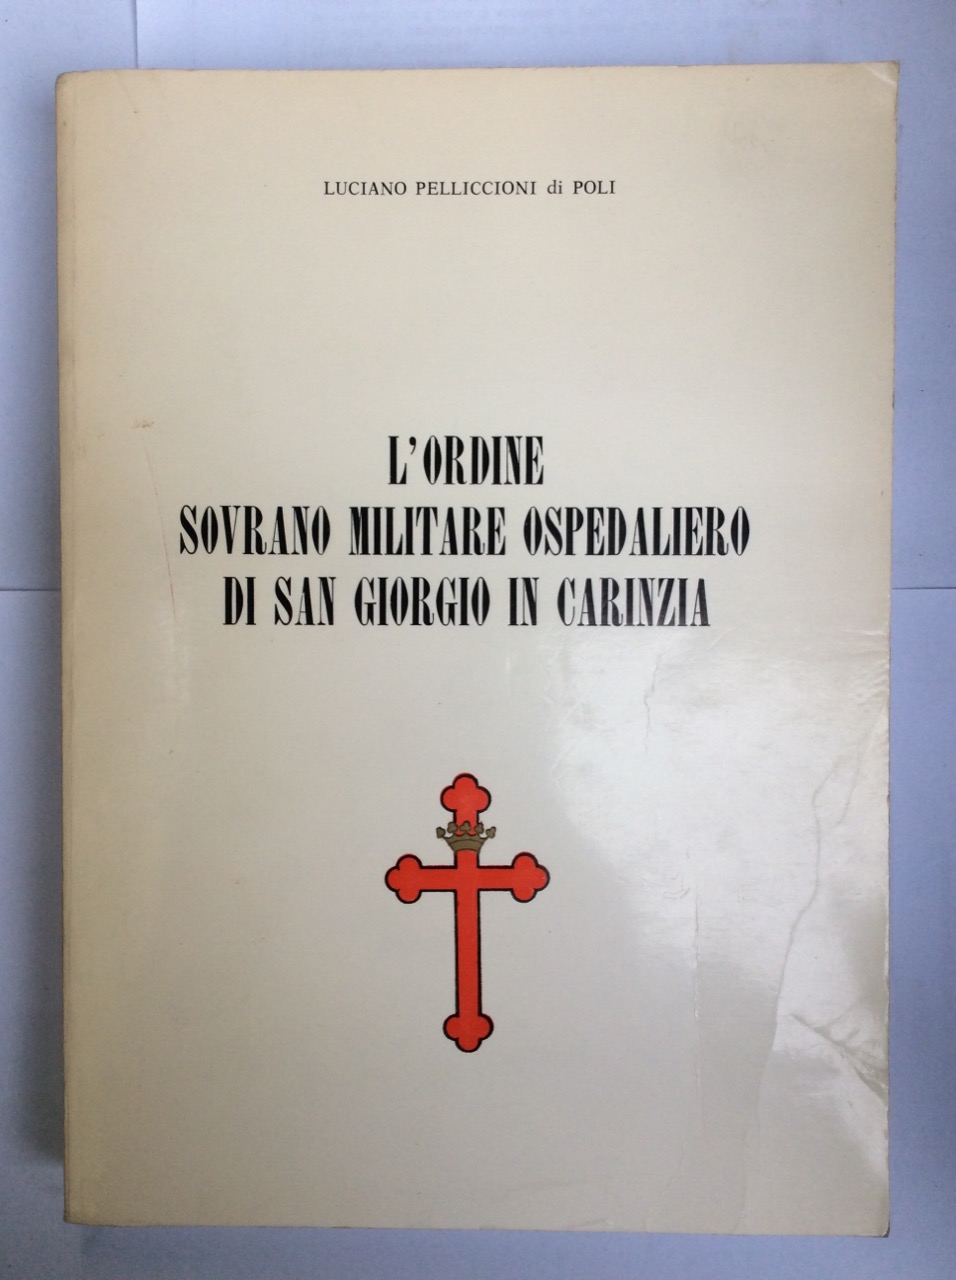 LUCIANO PELLICCIONI di POLI
L'ORDINE
SOVRANO MILITARE OSPEDALIERO
DI SAN GIORGIO IN CARINZIA